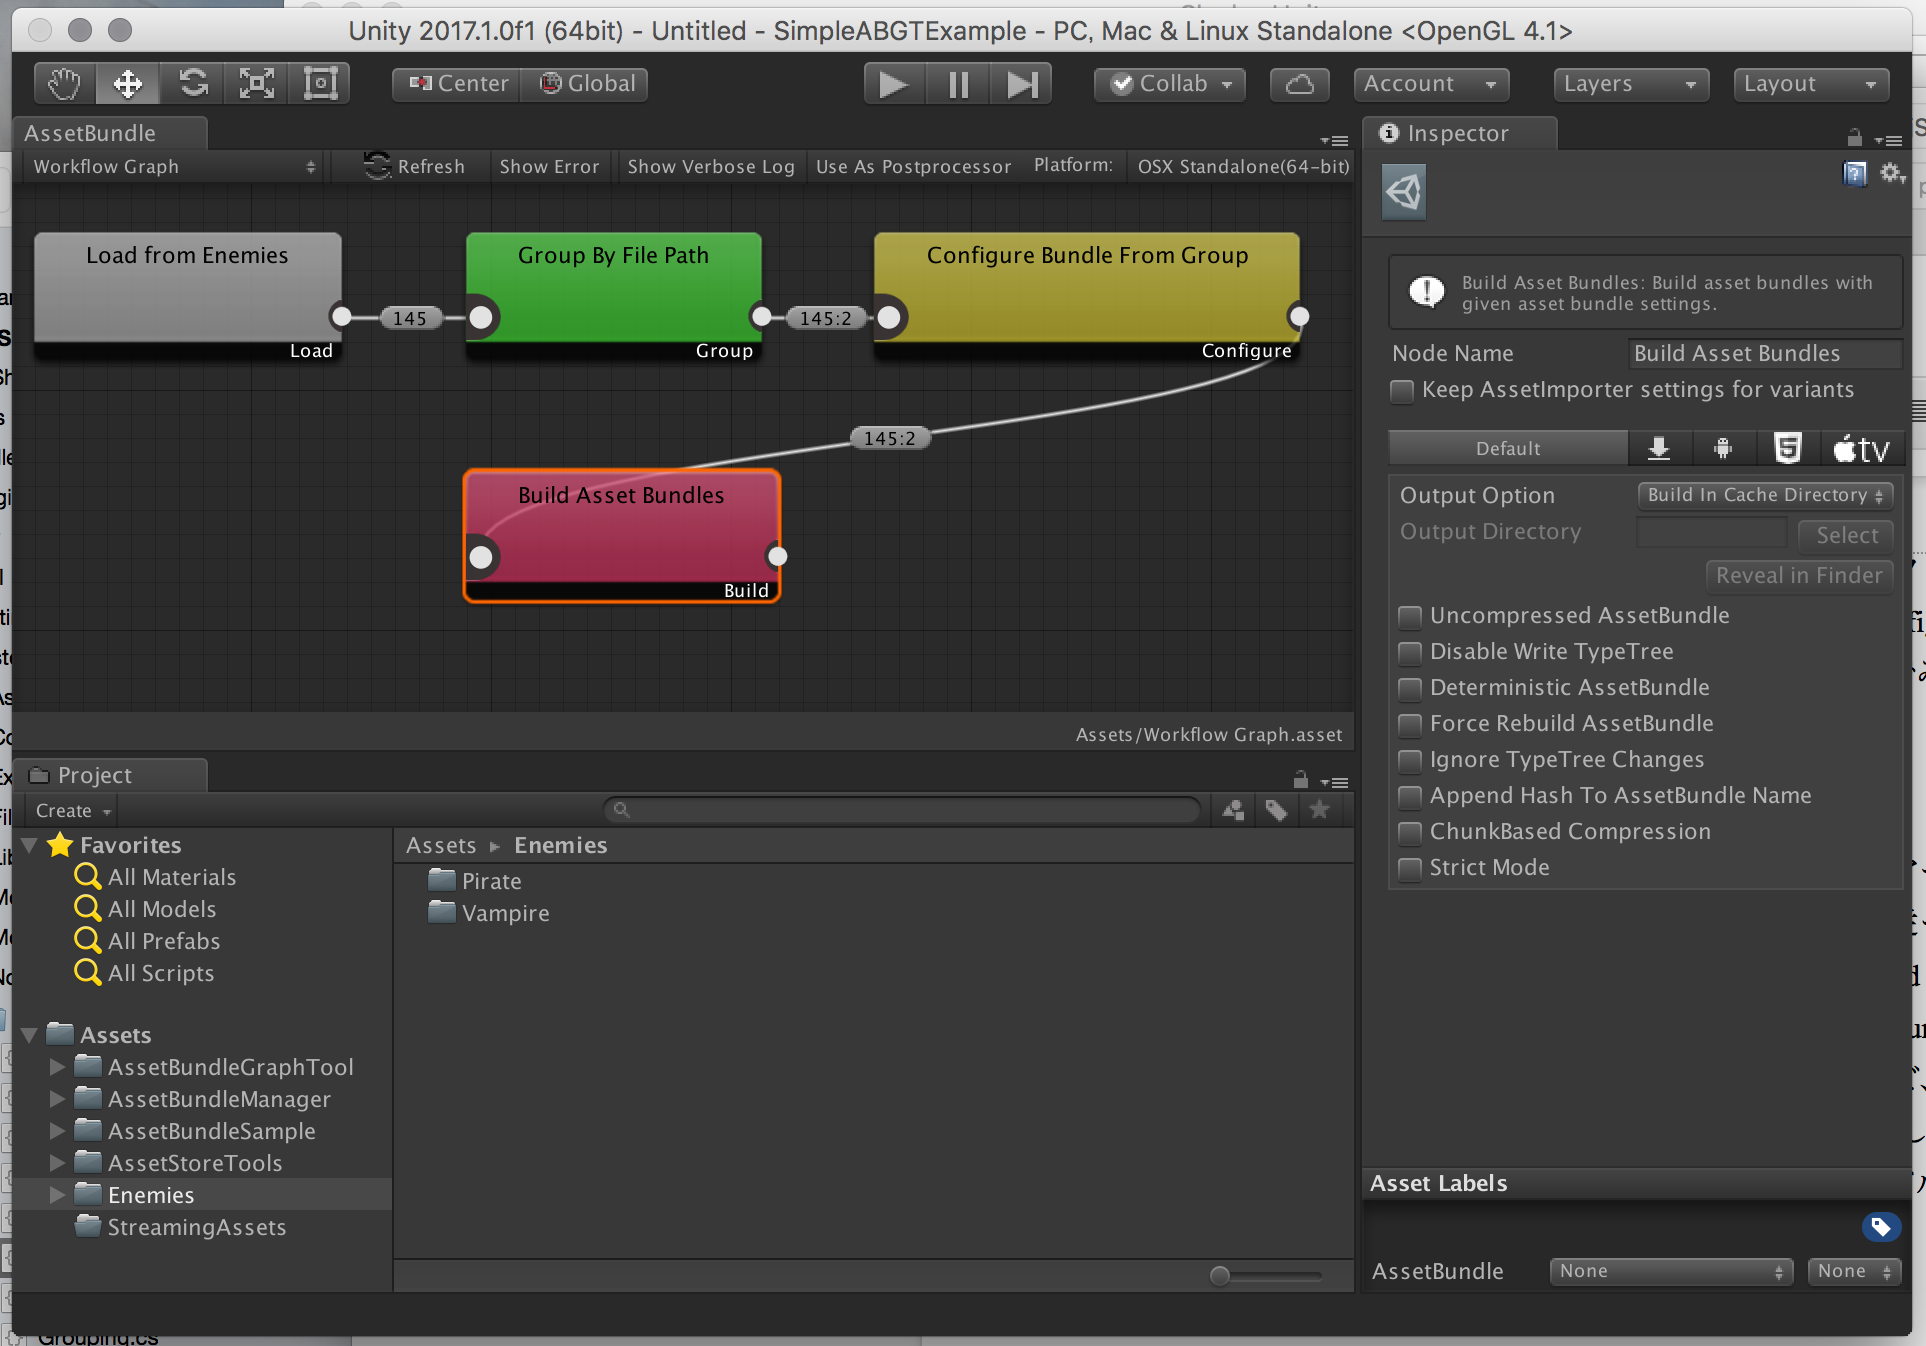 Unity 2017.1.0f1 (64bit) - Untitled - SimpleABGTExample - PC, Mac & Linux Standalone <OpenGL 4.1>
Center Global Collab Account Layers Layout
AssetBundle
Workflow Graph Refresh Show Error Show Verbose Log Use As Postprocessor Platform: OSX Standalone(64-bit)
Load from Enemies
Load
145
Group By File Path
Group
145:2
Configure Bundle From Group
Configure
145:2
Build Asset Bundles
Build
Assets/Workflow Graph.asset
Project
Create
Favorites
All Materials
All Models
All Prefabs
All Scripts
Assets
AssetBundleGraphTool
AssetBundleManager
AssetBundleSample
AssetStoreTools
Enemies
StreamingAssets
Assets Enemies
Pirate
Vampire
Inspector
Build Asset Bundles: Build asset bundles with
given asset bundle settings.
Node Name Build Asset Bundles
Keep AssetImporter settings for variants
Default tv
Output Option Build In Cache Directory
Output Directory Select
Reveal in Finder
Uncompressed AssetBundle
Disable Write TypeTree
Deterministic AssetBundle
Force Rebuild AssetBundle
Ignore TypeTree Changes
Append Hash To AssetBundle Name
ChunkBased Compression
Strict Mode
Asset Labels
AssetBundle None None
Grouping.cs